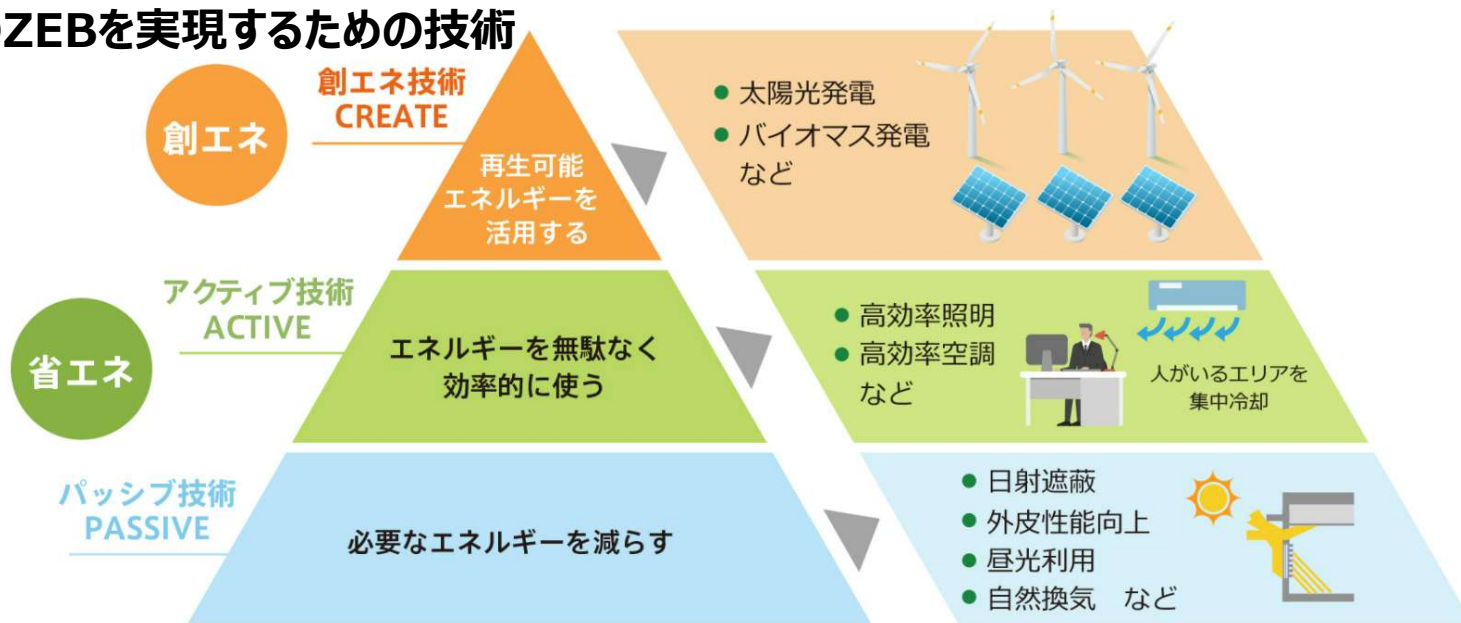 ZEBを実現するための技術
創エネ
創エネ技術
CREATE
再生可能
エネルギーを
活用する
● 太陽光発電
● バイオマス発電
など
省エネ
アクティブ技術
ACTIVE
エネルギーを無駄なく
効率的に使う
● 高効率照明
● 高効率空調
など
人がいるエリアを
集中冷却
パッシブ技術
PASSIVE
必要なエネルギーを減らす
● 日射遮蔽
● 外皮性能向上
● 昼光利用
● 自然換気 など